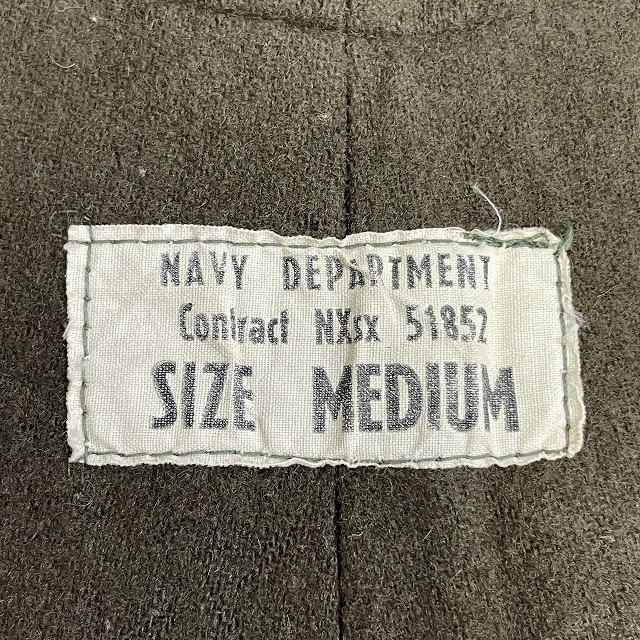 NAVY DEPARTMENT
Contract NXsx 51852
SIZE MEDIUM